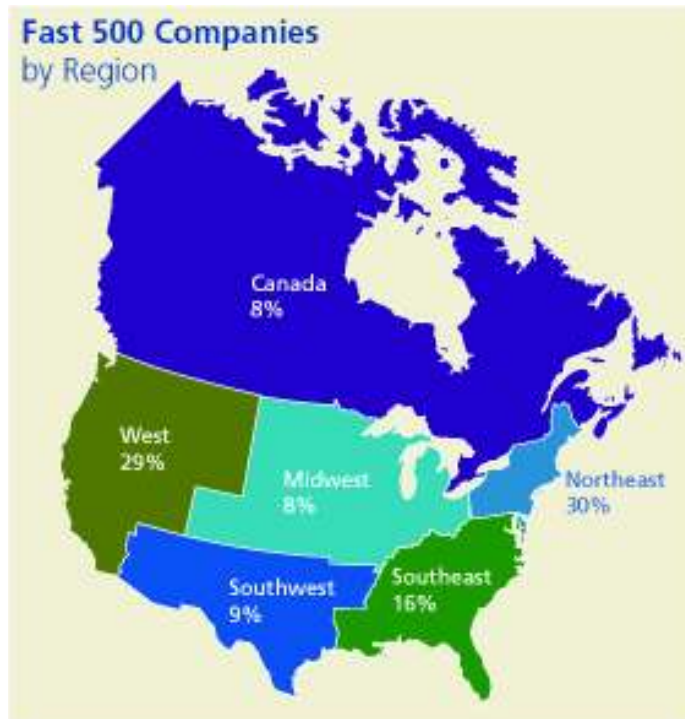 Fast 500 Companies
by Region
Canada
8%
West
29%
Midwest
8%
Northeast
30%
Southwest
9%
Southeast
16%